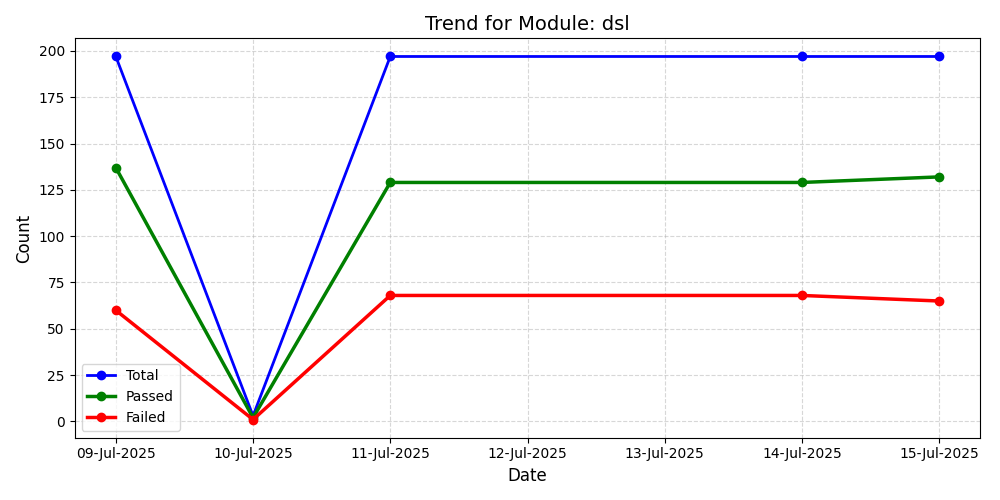 Trend for Module: dsl
Count
200
175
150
125
100
75
50
25
0
Total
Passed
Failed
09-Jul-2025 10-Jul-2025 11-Jul-2025 12-Jul-2025 13-Jul-2025 14-Jul-2025 15-Jul-2025
Date